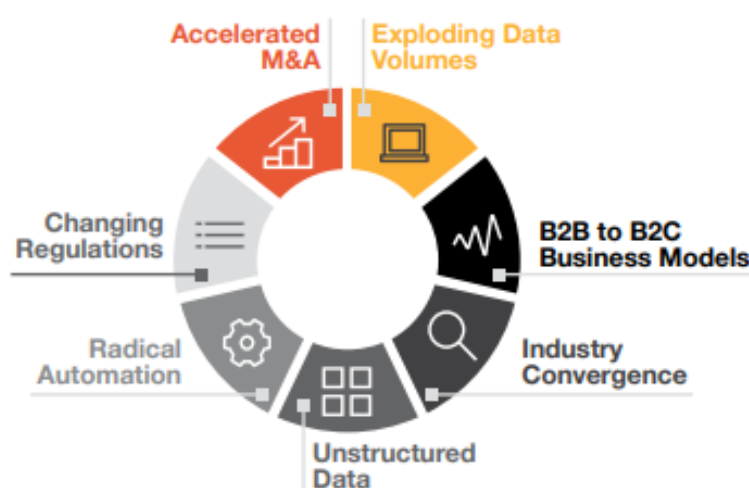 Accelerated
M&A
Exploding Data
Volumes
B2B to B2C
Business Models
Industry
Convergence
Unstructured
Data
Radical
Automation
Changing
Regulations